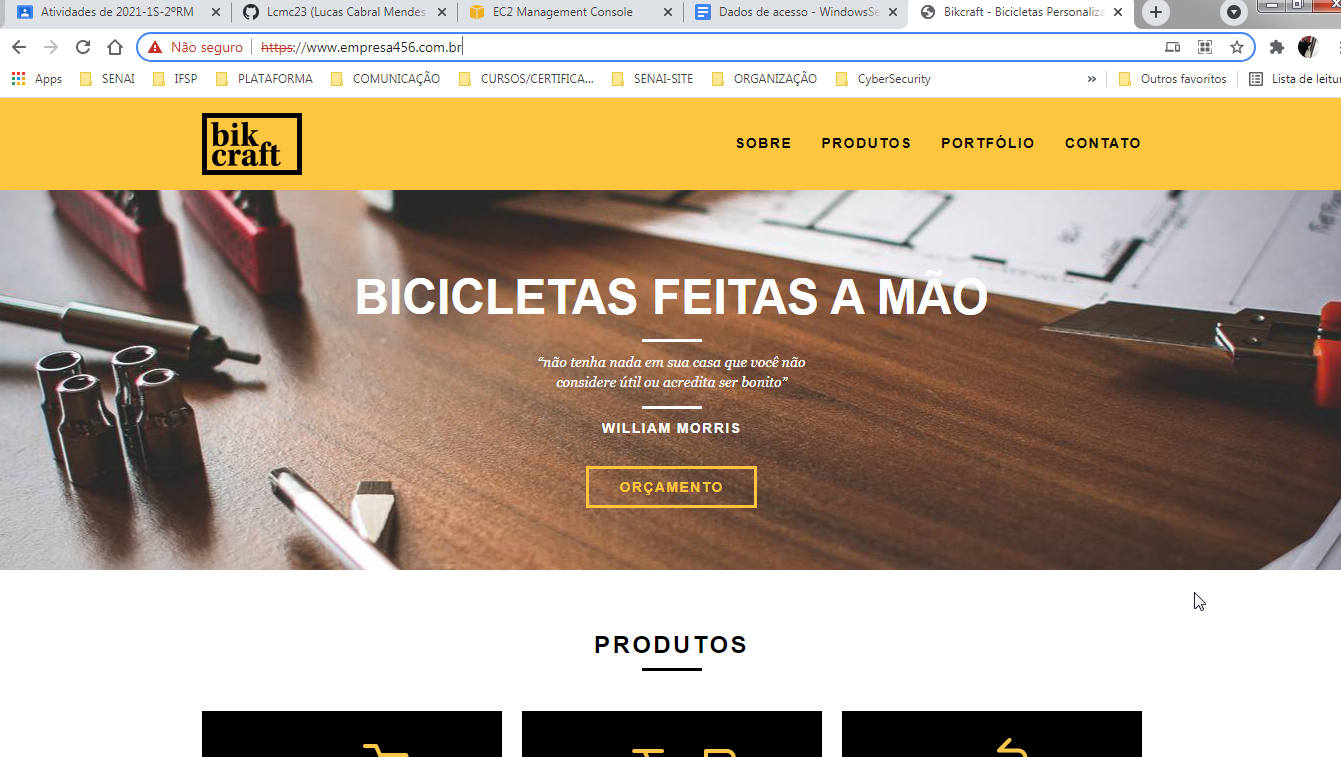 Atividades de 2021-1S-2ºRM
Lcmc23 (Lucas Cabral Mendes
EC2 Management Console
Dados de acesso - WindowsSe
Bikcraft - Bicicletas Personaliza
Não seguro
https://www.empresa456.com.br
Apps
SENAI
IFSP
PLATAFORMA
COMUNICAÇÃO
CURSOS/CERTIFICA...
SENAI-SITE
ORGANIZAÇÃO
CyberSecurity
»
Outros favoritos
Lista de leitur
bik
craft
SOBRE
PRODUTOS
PORTFÓLIO
CONTATO
BICICLETAS FEITAS A MÃO
“não tenha nada em sua casa que você não
considere útil ou acredita ser bonito”
WILLIAM MORRIS
ORÇAMENTO
PRODUTOS